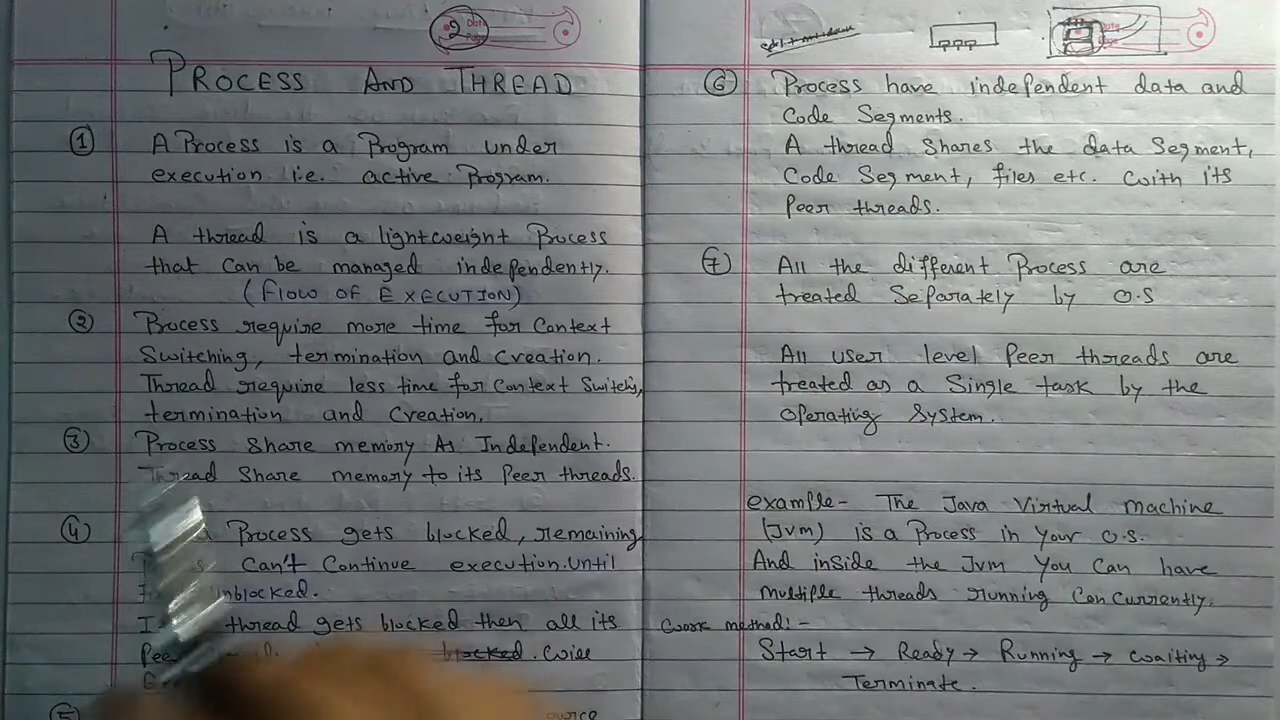 2
Date
Page
PROCESS AND THREAD
① A Process is a Program under
execution i.e. active Program.
A thread is a lightweight Process
that can be managed independently.
(Flow OF EXECUTION)
② Process require more time for Context
Switching, termination and creation.
Thread require less time for Context Switch,
termination and creation.
③ Process Share memory As Independent.
Thread Share memory to its Peer threads.
④ Process gets blocked, remaining
Can't Continue execution. until
unblocked.
thread gets blocked then all its
blocked. will
⑤
⑥ Process have independent data and
Code Segments.
A thread Shares the data Segment,
Code Segment, files etc. with its
Peer threads.
⑦ All the different Process are
treated Separately by O.S
All user level Peer threads are
treated as a Single task by the
Operating System.
example- The Java Virtual machine
(Jvm) is a Process in your O.S.
And inside the Jvm You Can have
multiple threads running Concurrently.
work method:-
Start → Ready → Running → waiting →
Terminate.